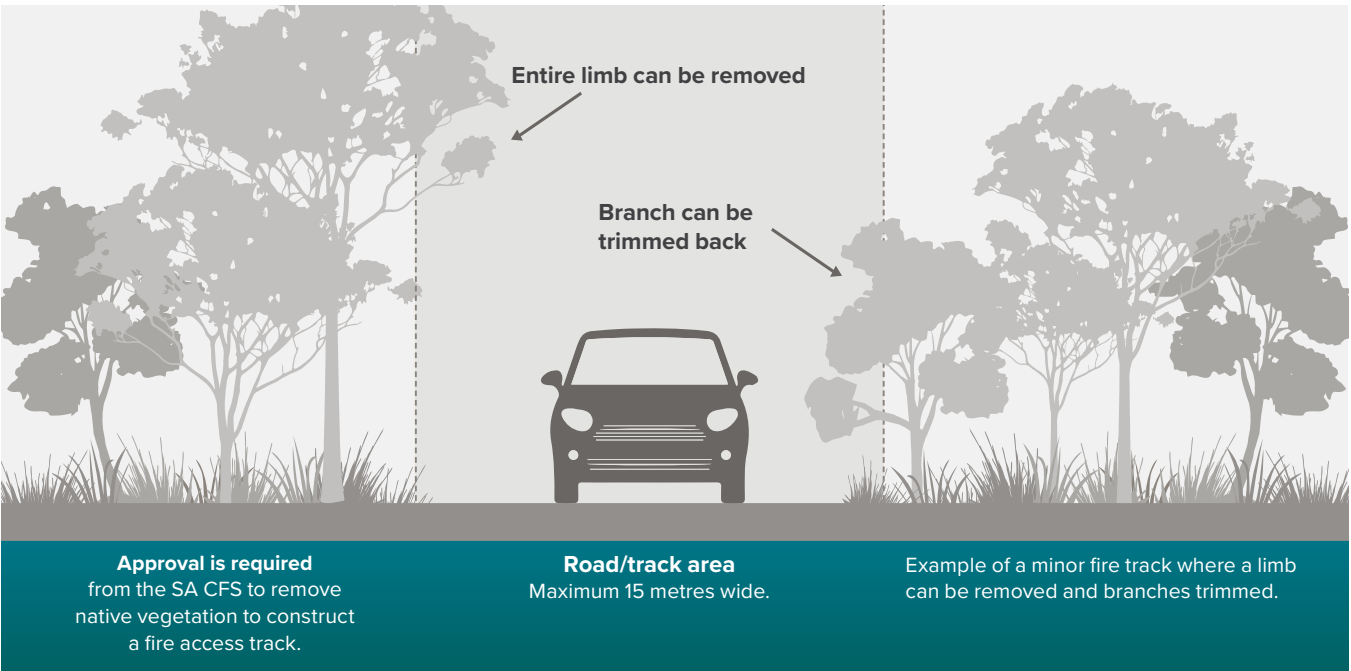 Entire limb can be removed
Branch can be
trimmed back
Approval is required
from the SA CFS to remove
native vegetation to construct
a fire access track.
Road/track area
Maximum 15 metres wide.
Example of a minor fire track where a limb
can be removed and branches trimmed.